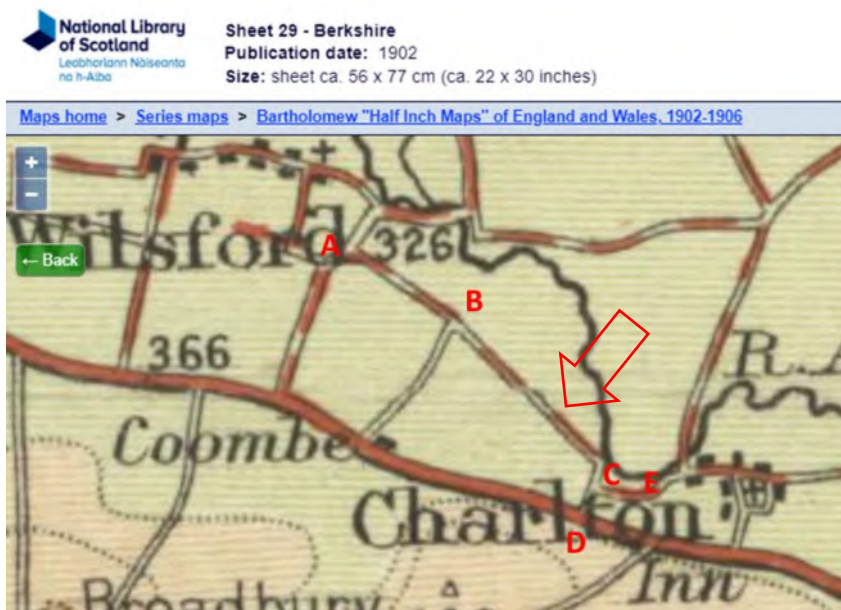 National Library
of Scotland
Leabharlann Nàiseanta
na h-Alba
Sheet 29 - Berkshire
Publication date: 1902
Size: sheet ca. 56 x 77 cm (ca. 22 x 30 inches)
Maps home > Series maps > Bartholomew "Half Inch Maps" of England and Wales, 1902-1906
+
−
← Back
Wilsford
A
326
B
366
R.A
Coombe
C
E
Charlton
D
Inn
Broadbury